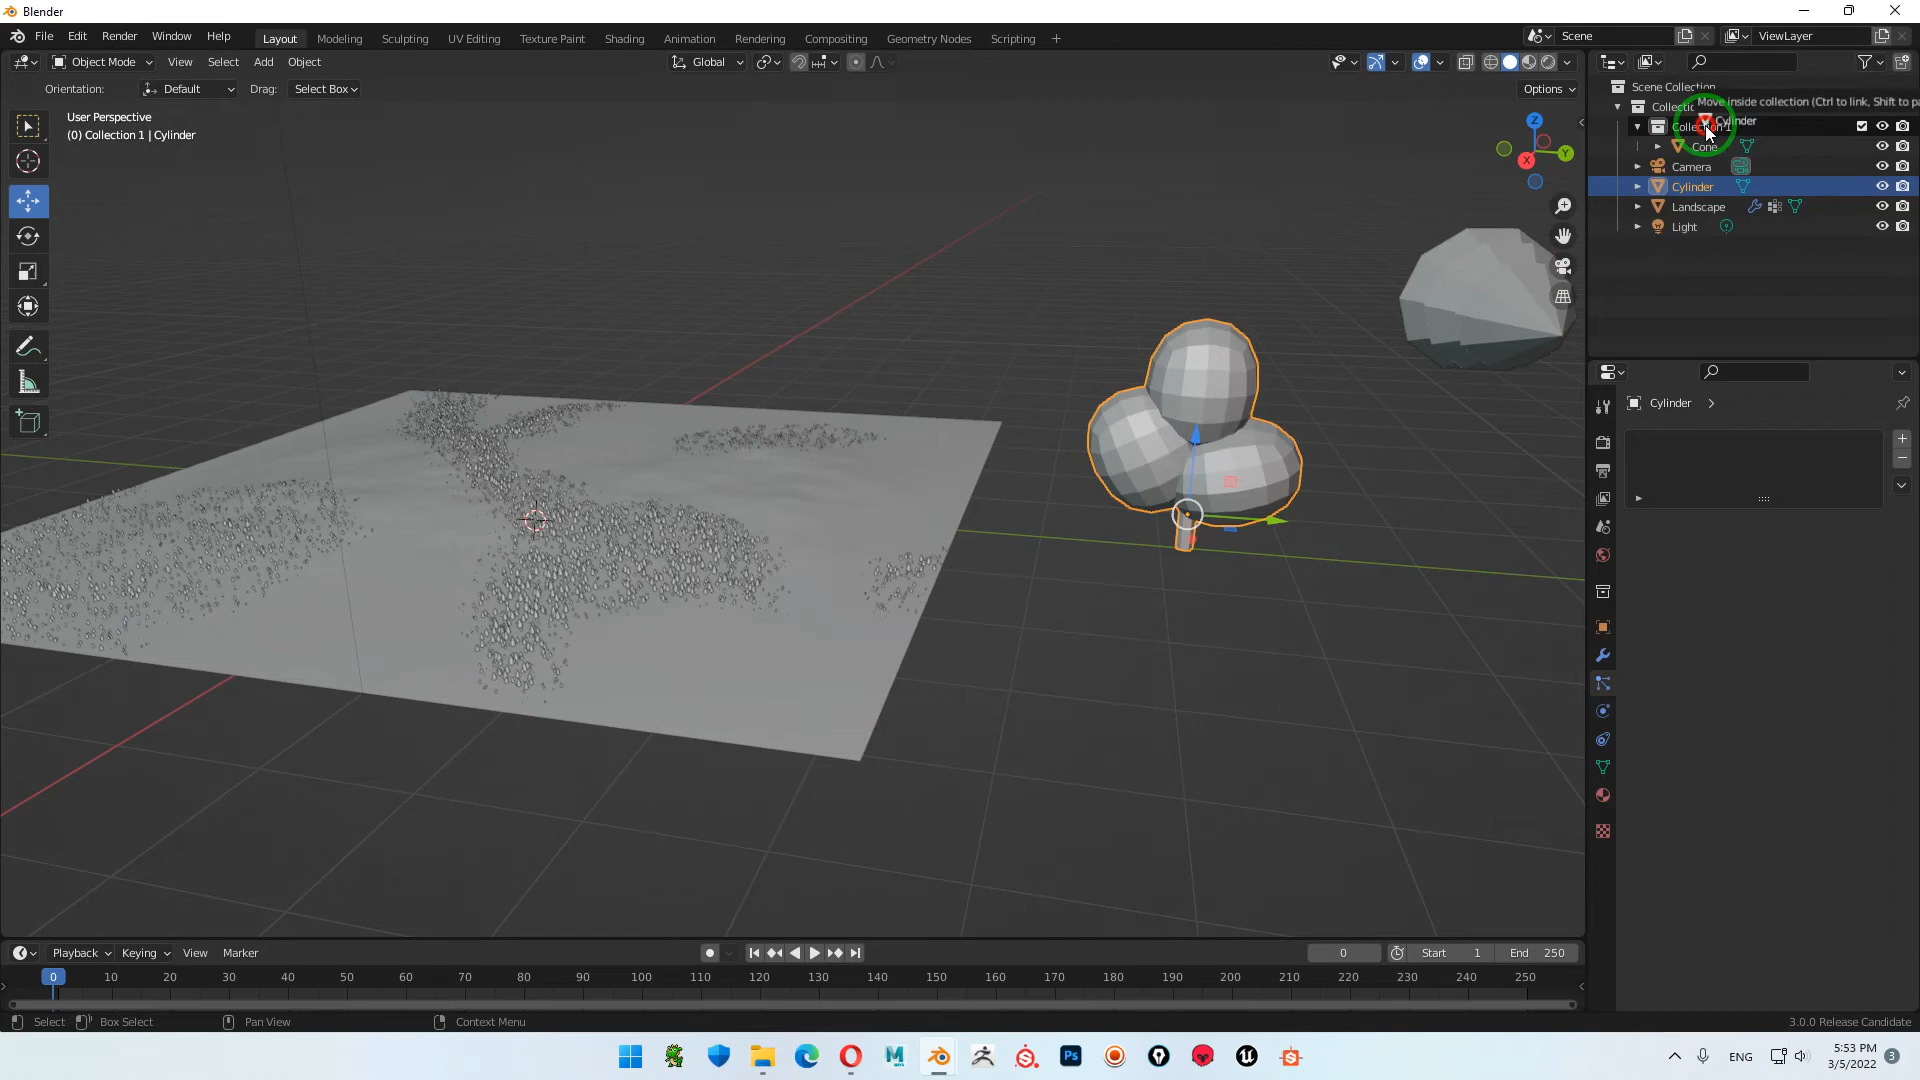 Blender
File Edit Render Window Help Layout Modeling Sculpting UV Editing Texture Paint Shading Animation Rendering Compositing Geometry Nodes Scripting + Scene ViewLayer
Object Mode View Select Add Object Global
Orientation: Default Drag: Select Box Options
User Perspective
(0) Collection 1 | Cylinder
Z
Y
X
Scene Collection
Move inside collection (Ctrl to link, Shift to pa
Cylinder
Cone
Camera
Cylinder
Landscape
Light
Cylinder
Playback Keying View Marker 0 Start 1 End 250
0 10 20 30 40 50 60 70 80 90 100 110 120 130 140 150 160 170 180 190 200 210 220 230 240 250
Select Box Select Pan View Context Menu 3.0.0 Release Candidate
Ps
ENG
5:53 PM
3/5/2022
3